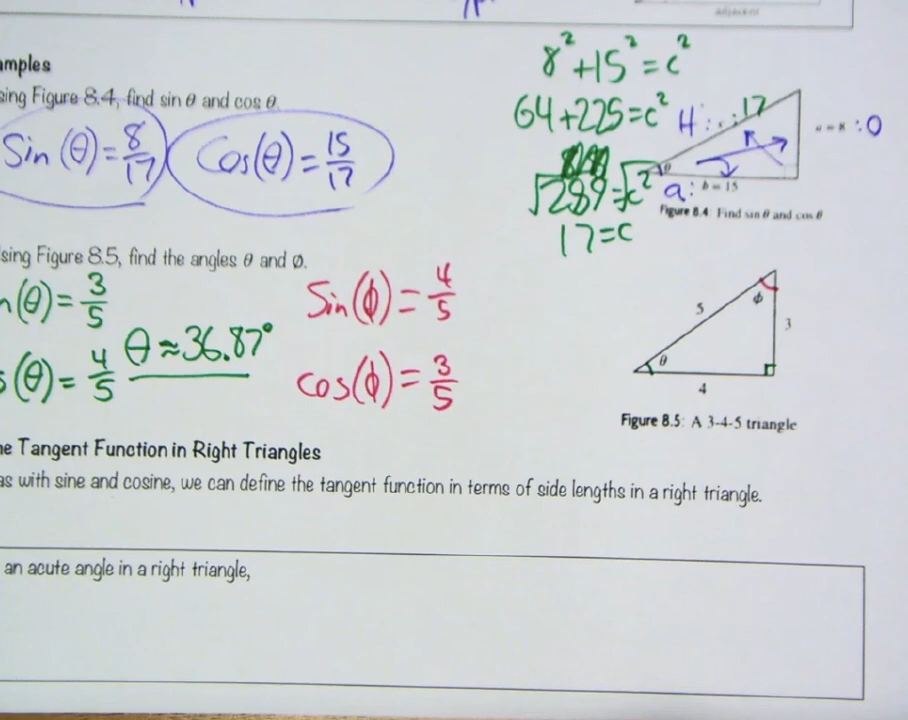 adjacent
amples
sing Figure 8.4, find sin θ and cos θ.
Sin (θ) = 8/17
Cos(θ) = 15/17
8² + 15² = c²
64 + 225 = c²
√289 = √c²
17 = c
H: 17
θ
:O
a: b = 15
Figure 8.4: Find sin θ and cos θ
sing Figure 8.5, find the angles θ and ø.
n(θ) = 3/5
s(θ) = 4/5
θ ≈ 36.87°
Sin(ϕ) = 4/5
cos(ϕ) = 3/5
5
ϕ
3
θ
4
Figure 8.5: A 3-4-5 triangle
he Tangent Function in Right Triangles
as with sine and cosine, we can define the tangent function in terms of side lengths in a right triangle.
an acute angle in a right triangle,